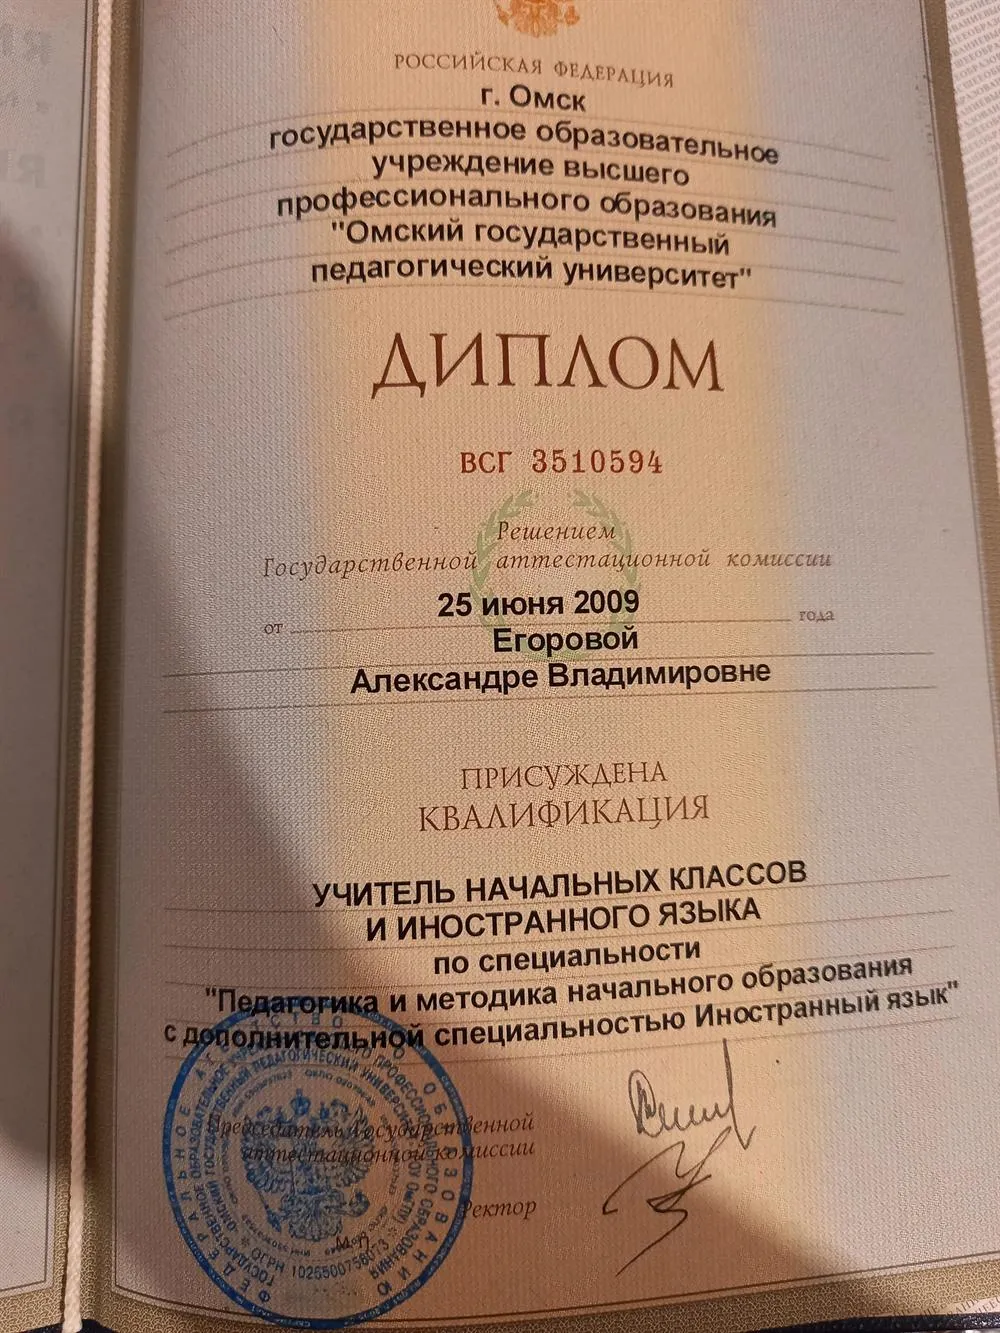 РОССИЙСКАЯ ФЕДЕРАЦИЯ
г. Омск
государственное образовательное
учреждение высшего
профессионального образования
"Омский государственный
педагогический университет"
ДИПЛОМ
ВСГ 3510594
Решением
Государственной аттестационной комиссии
от 25 июня 2009 года
Егоровой
Александре Владимировне
ПРИСУЖДЕНА
КВАЛИФИКАЦИЯ
УЧИТЕЛЬ НАЧАЛЬНЫХ КЛАССОВ
И ИНОСТРАННОГО ЯЗЫКА
по специальности
"Педагогика и методика начального образования
с дополнительной специальностью Иностранный язык"
Председатель Государственной
аттестационной комиссии
Ректор
М.П.